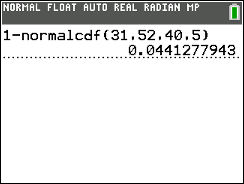 NORMAL FLOAT AUTO REAL RADIAN MP
1-normalcdf(31,52,40,5)
0.0441277943